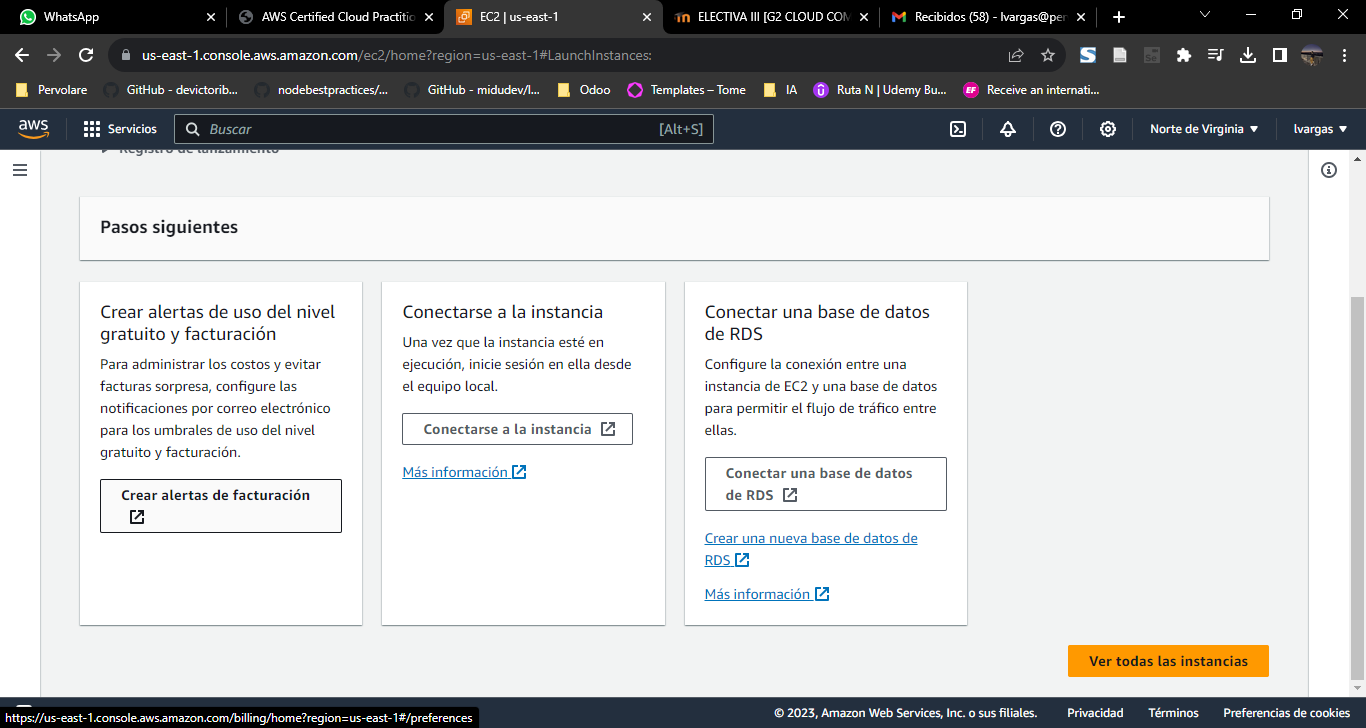 WhatsApp
AWS Certified Cloud Practitio
EC2 | us-east-1
ELECTIVA III [G2 CLOUD COM
Recibidos (58) - lvargas@per
us-east-1.console.aws.amazon.com/ec2/home?region=us-east-1#LaunchInstances:
Pervolare
GitHub - devictorib...
nodebestpractices/...
GitHub - midudev/l...
Odoo
Templates – Tome
IA
Ruta N | Udemy Bu...
EF
Receive an internati...
aws
Servicios
Buscar
[Alt+S]
Norte de Virginia
lvargas
Registro de lanzamiento
Pasos siguientes
Crear alertas de uso del nivel
gratuito y facturación
Para administrar los costos y evitar
facturas sorpresa, configure las
notificaciones por correo electrónico
para los umbrales de uso del nivel
gratuito y facturación.
Crear alertas de facturación
Conectarse a la instancia
Una vez que la instancia esté en
ejecución, inicie sesión en ella desde
el equipo local.
Conectarse a la instancia
Más información
Conectar una base de datos
de RDS
Configure la conexión entre una
instancia de EC2 y una base de datos
para permitir el flujo de tráfico entre
ellas.
Conectar una base de datos
de RDS
Crear una nueva base de datos de
RDS
Más información
Ver todas las instancias
https://us-east-1.console.aws.amazon.com/billing/home?region=us-east-1#/preferences
© 2023, Amazon Web Services, Inc. o sus filiales.
Privacidad
Términos
Preferencias de cookies